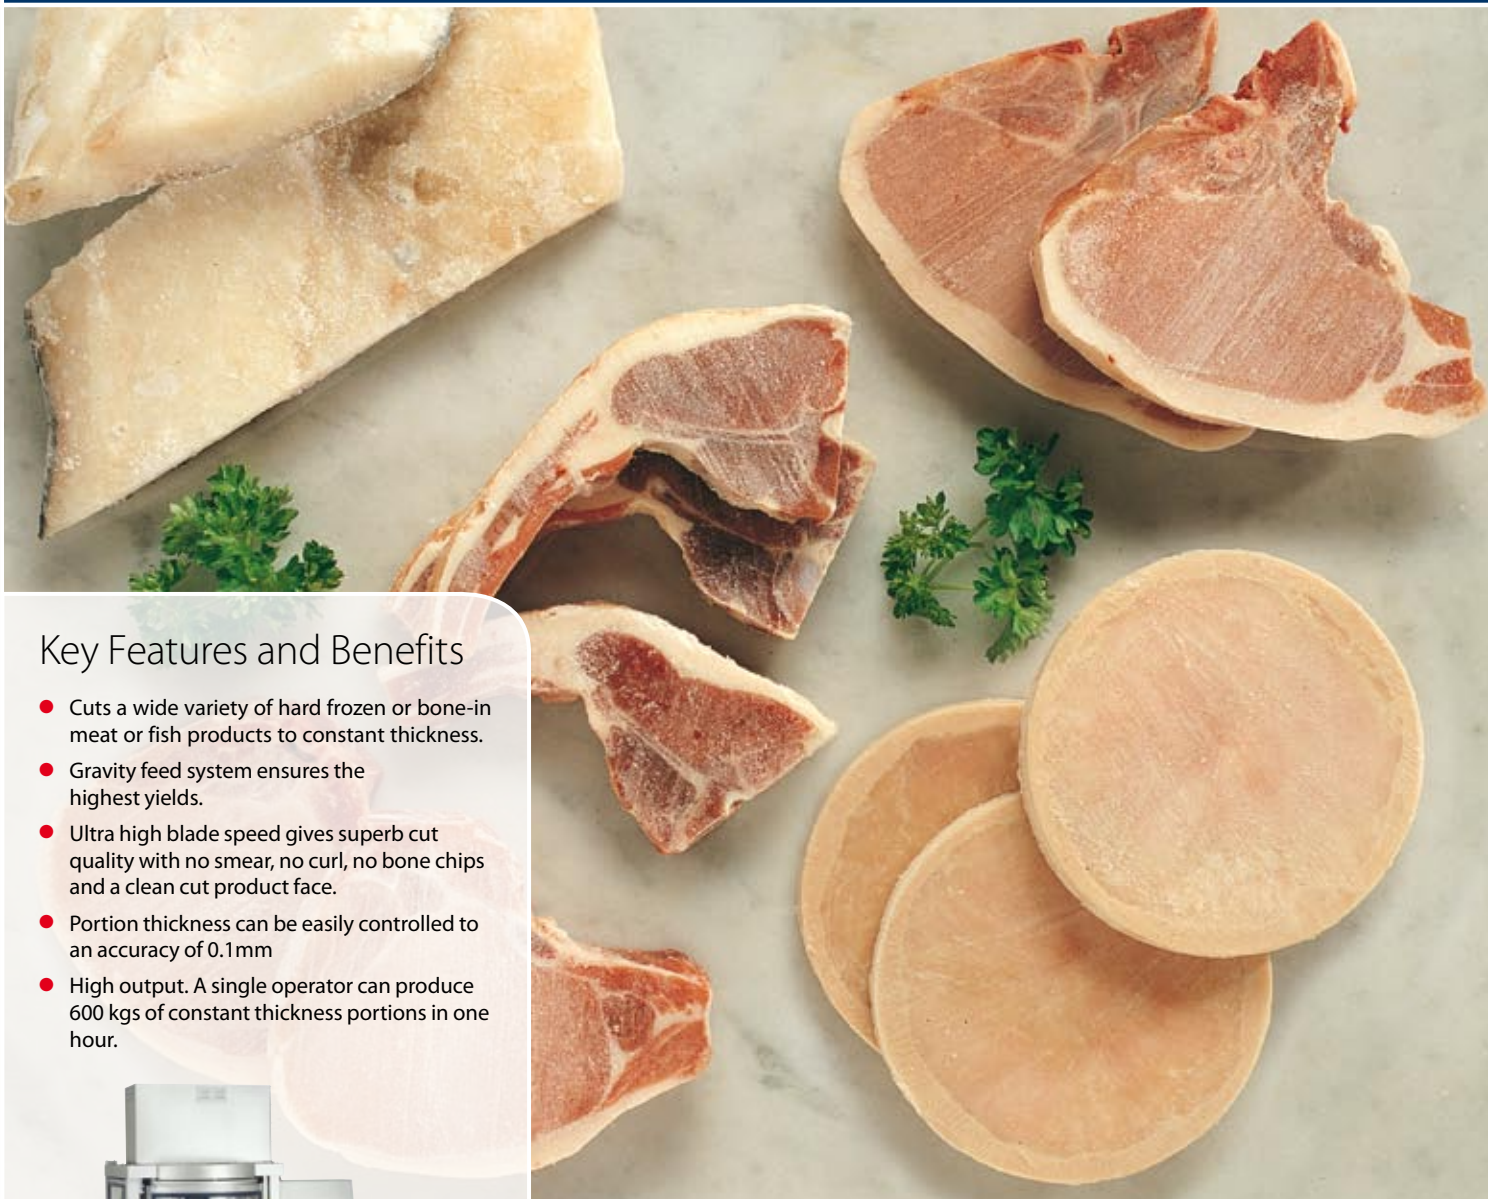 Key Features and Benefits
● Cuts a wide variety of hard frozen or bone-in
meat or fish products to constant thickness.
● Gravity feed system ensures the
highest yields.
● Ultra high blade speed gives superb cut
quality with no smear, no curl, no bone chips
and a clean cut product face.
● Portion thickness can be easily controlled to
an accuracy of 0.1mm
● High output. A single operator can produce
600 kgs of constant thickness portions in one
hour.